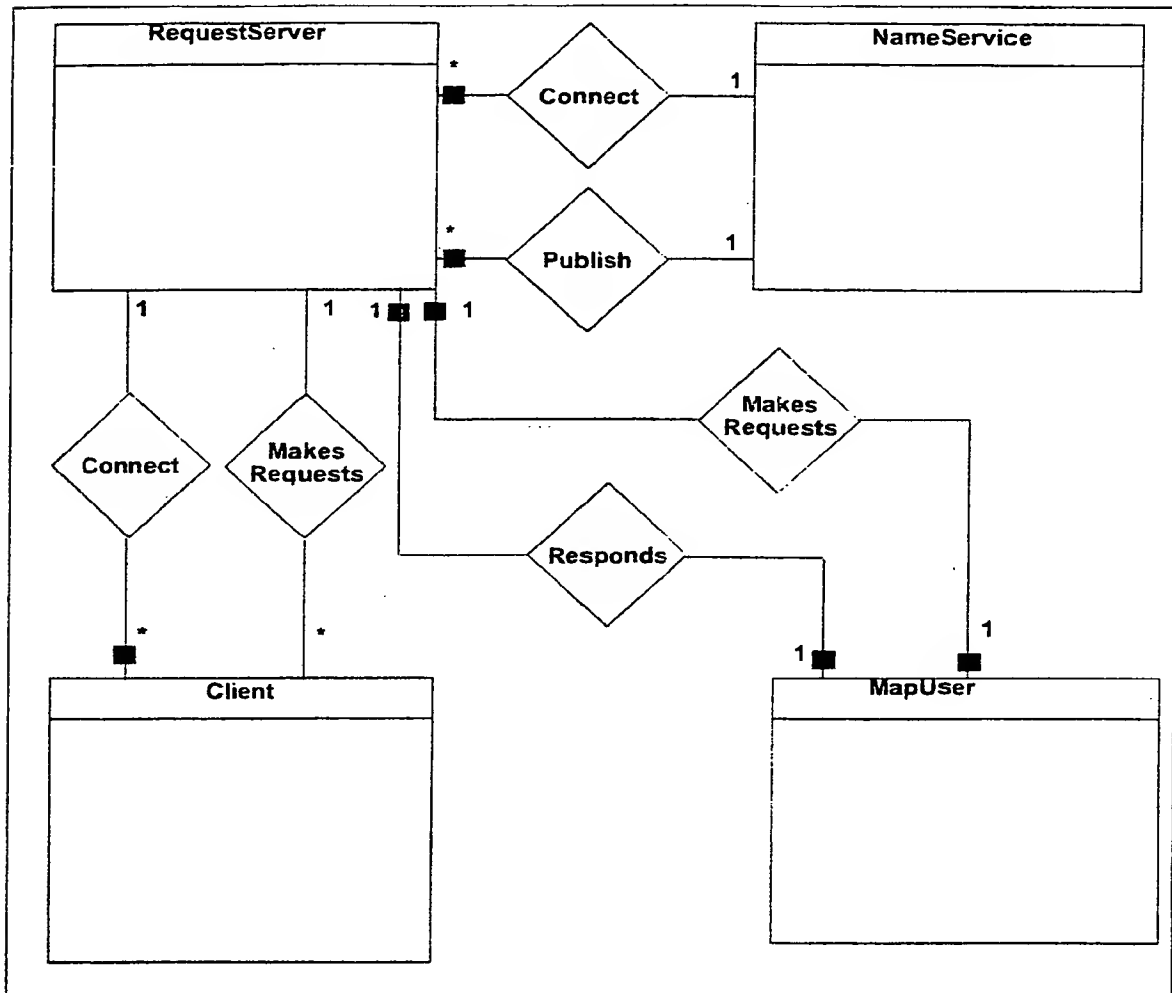 RequestServer
NameService
* Connect 1
* Publish 1
1 1 1 1
Makes
Requests
Connect
Makes
Requests
Responds
* * 1 1
Client
MapUser